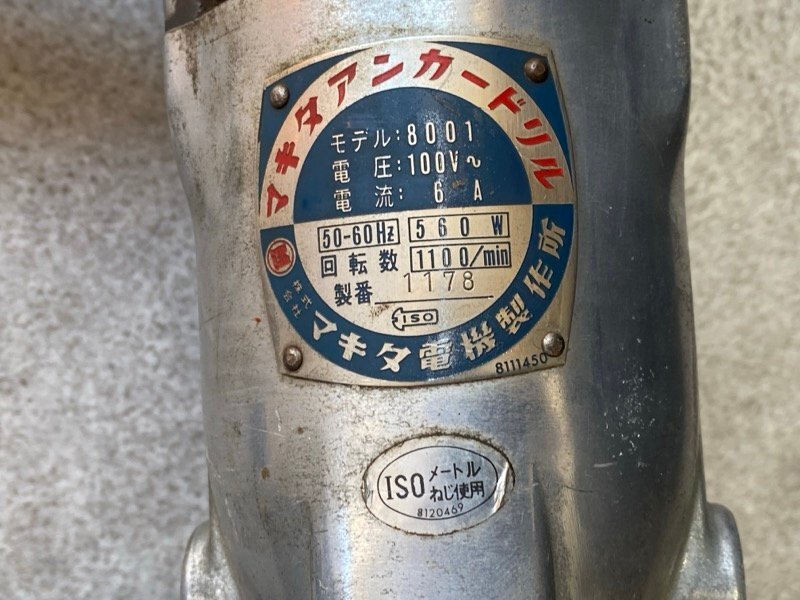 マキタアンカードリル
モデル:8001
電圧:100V～
電流:6 A
50-60Hz 560 W
回転数 1100/min
製番 1178
ISO
株式会社 マキタ電機製作所
8111450
ISO メートルねじ使用
8120469